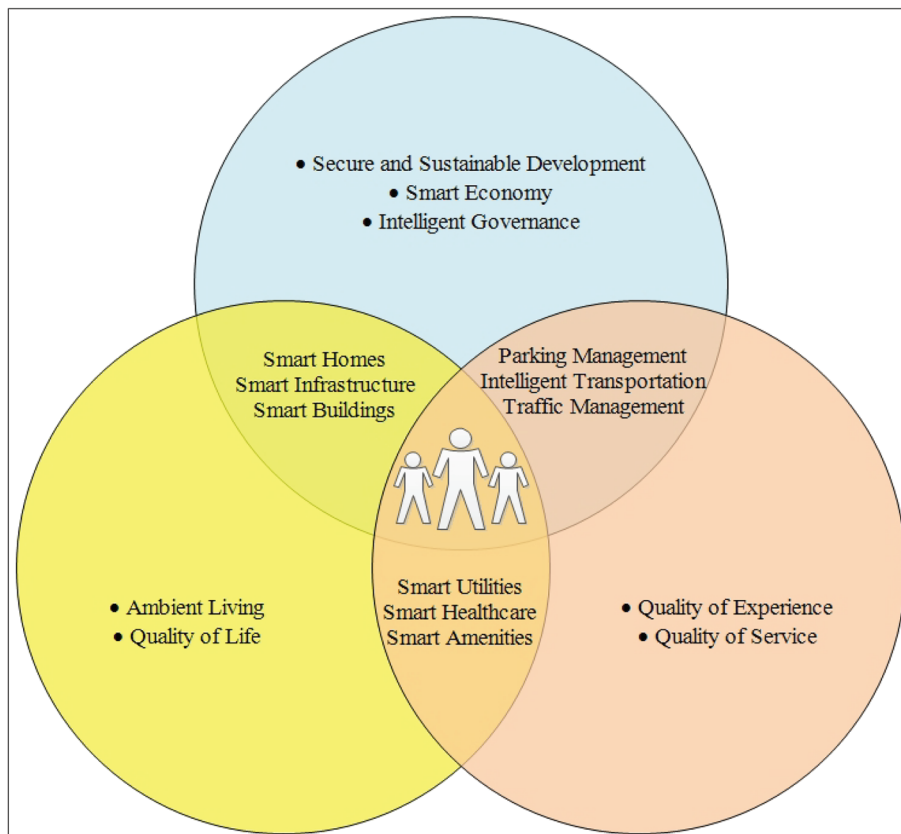 • Secure and Sustainable Development
• Smart Economy
• Intelligent Governance
Smart Homes
Smart Infrastructure
Smart Buildings
Parking Management
Intelligent Transportation
Traffic Management
• Ambient Living
• Quality of Life
Smart Utilities
Smart Healthcare
Smart Amenities
• Quality of Experience
• Quality of Service